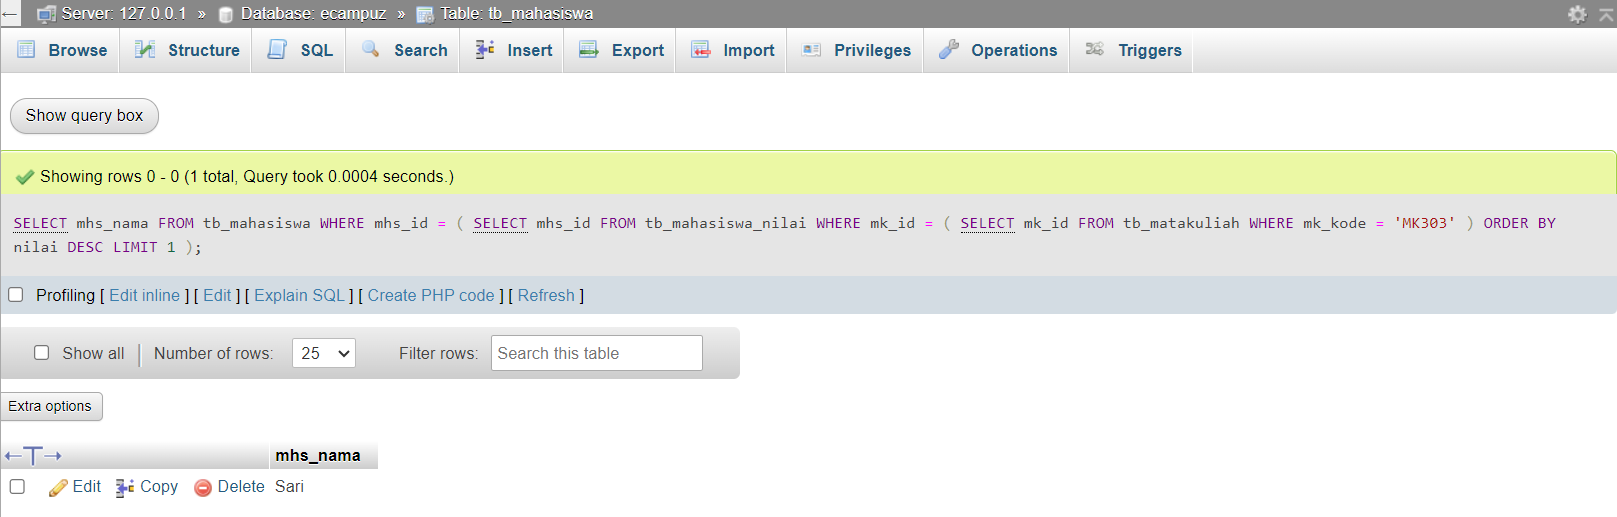 Server: 127.0.0.1 » Database: ecampuz » Table: tb_mahasiswa
Browse Structure SQL Search Insert Export Import Privileges Operations Triggers
Show query box
Showing rows 0 - 0 (1 total, Query took 0.0004 seconds.)
SELECT mhs_nama FROM tb_mahasiswa WHERE mhs_id = ( SELECT mhs_id FROM tb_mahasiswa_nilai WHERE mk_id = ( SELECT mk_id FROM tb_matakuliah WHERE mk_kode = 'MK303' ) ORDER BY
nilai DESC LIMIT 1 );
Profiling [ Edit inline ] [ Edit ] [ Explain SQL ] [ Create PHP code ] [ Refresh ]
Show all Number of rows: 25 Filter rows: Search this table
Extra options
←T→ mhs_nama
Edit Copy Delete Sari